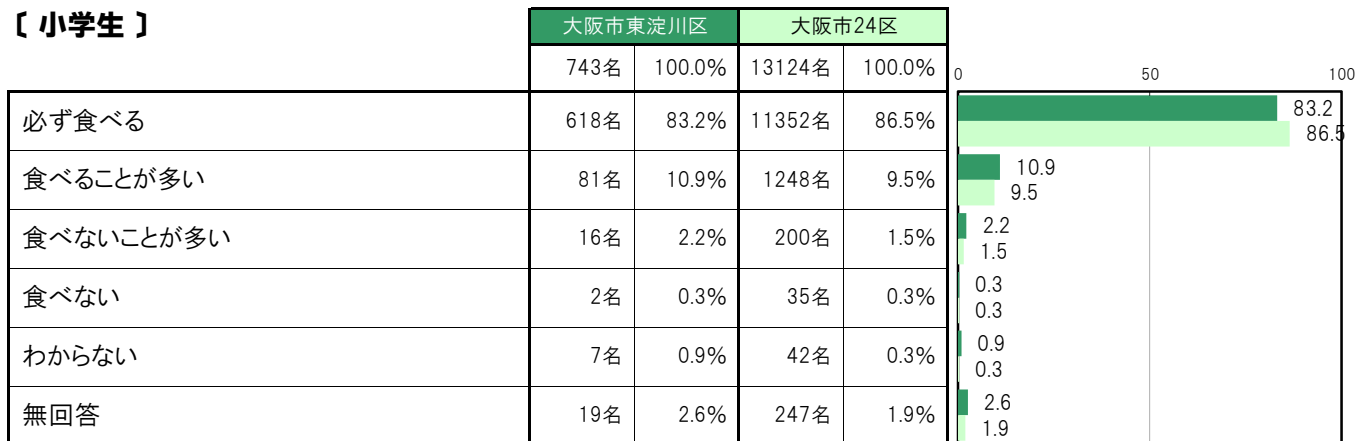 〔 小学生 〕
大阪市東淀川区 大阪市24区
743名 100.0% 13124名 100.0%
0 50 100
必ず食べる 618名 83.2% 11352名 86.5%
83.2
86.5
食べることが多い 81名 10.9% 1248名 9.5%
10.9
9.5
食べないことが多い 16名 2.2% 200名 1.5%
2.2
1.5
食べない 2名 0.3% 35名 0.3%
0.3
0.3
わからない 7名 0.9% 42名 0.3%
0.9
0.3
無回答 19名 2.6% 247名 1.9%
2.6
1.9